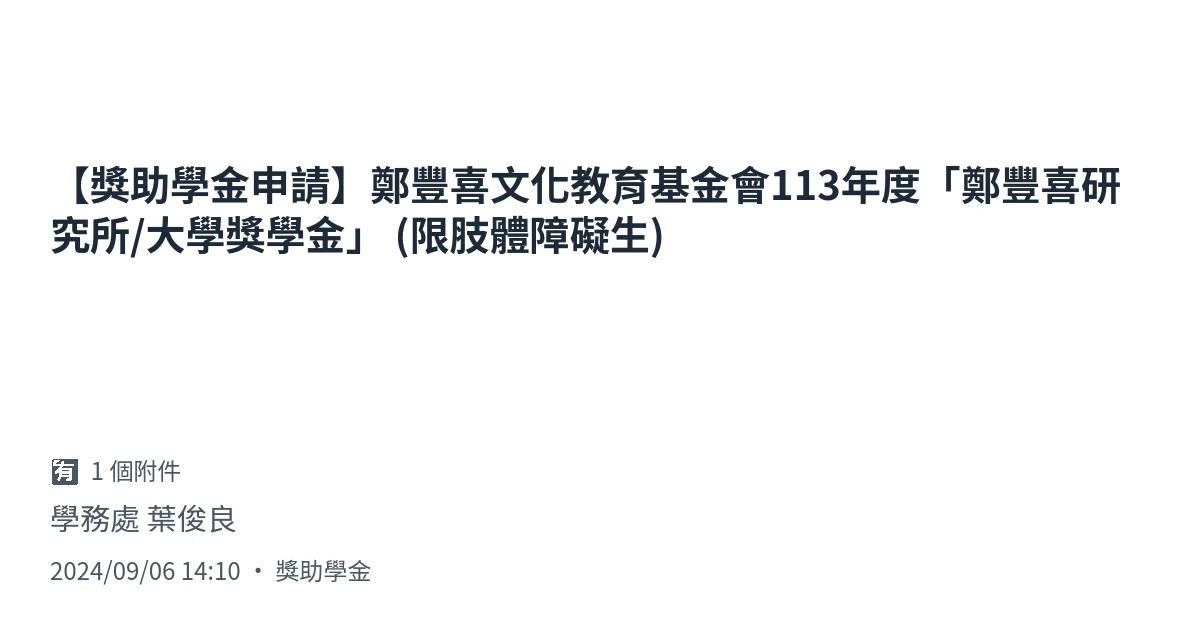 【獎助學金申請】鄭豐喜文化教育基金會113年度「鄭豐喜研
究所/大學獎學金」 (限肢體障礙生)
有 1 個附件
學務處 葉俊良
2024/09/06 14:10 • 獎助學金